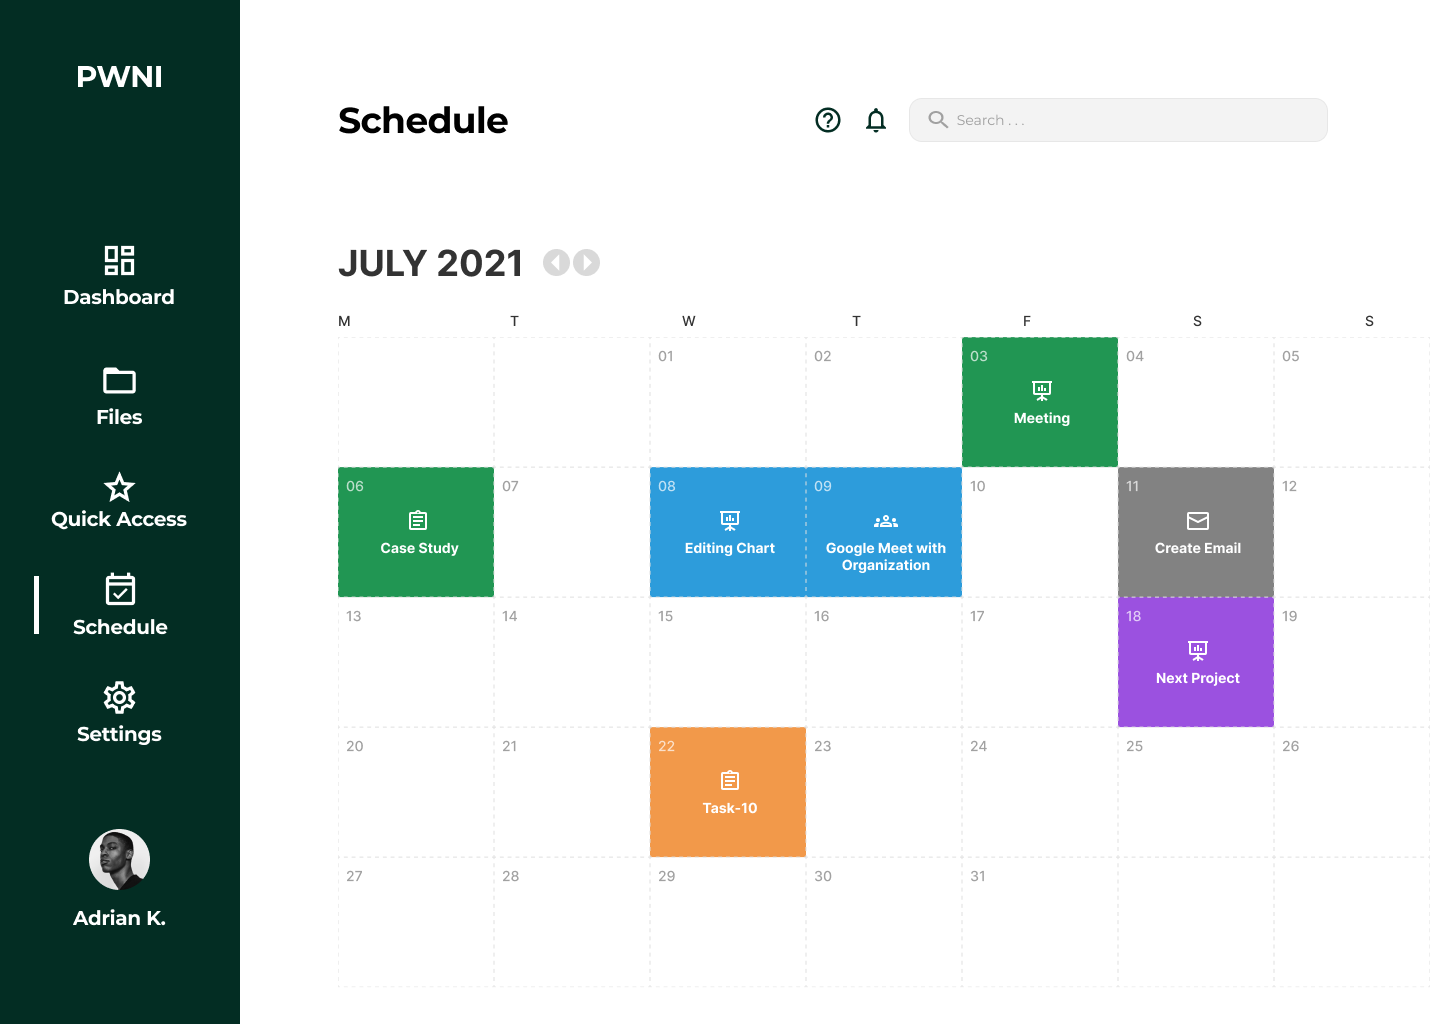 PWNI
Dashboard
Files
Quick Access
Schedule
Settings
Adrian K.
Schedule
Search . . .
JULY 2021
M T W T F S S
01 02 03 04 05
Meeting
06 07 08 09 10 11 12
Case Study Editing Chart Google Meet with Create Email
Organization
13 14 15 16 17 18 19
Next Project
20 21 22 23 24 25 26
Task-10
27 28 29 30 31